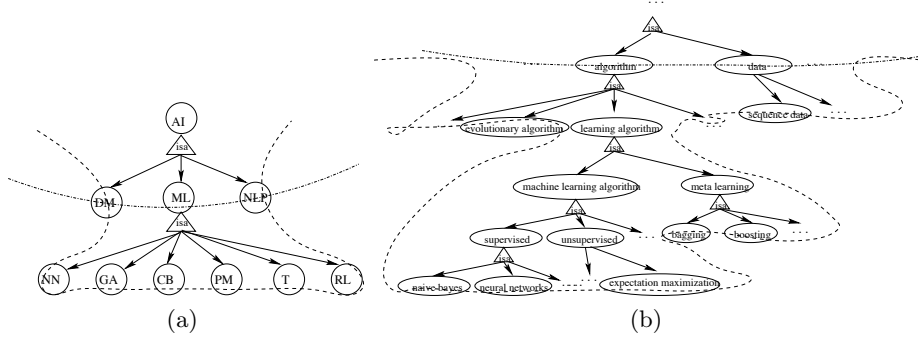 AI
isa
DM ML NLP
isa
NN GA CB PM T RL
(a)
...
isa
algorithm data ...
isa
evolutionary algorithm learning algorithm ... sequence data ...
isa
machine learning algorithm meta learning
isa isa
supervised unsupervised ... bagging boosting ...
isa
naive bayes neural networks ... ... expectation maximization
(b)